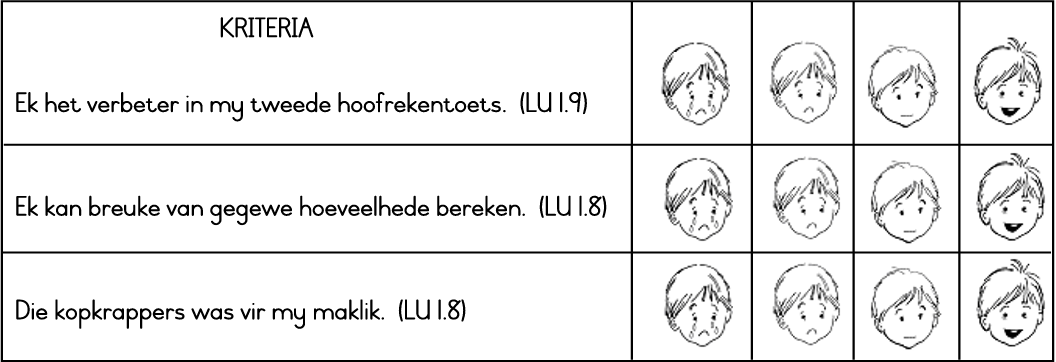 KRITERIA
Ek het verbeter in my tweede hoofrekentoets. (LU 1.9)
Ek kan breuke van gegewe hoeveelhede bereken. (LU 1.8)
Die kopkrappers was vir my maklik. (LU 1.8)